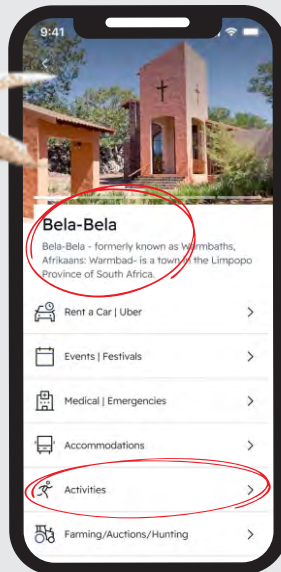 9:41
Bela-Bela
Bela-Bela - formerly known as Warmbaths,
Afrikaans: Warmbad- is a town in the Limpopo
Province of South Africa.
Rent a Car | Uber
Events | Festivals
Medical | Emergencies
Accommodations
Activities
Farming/Auctions/Hunting